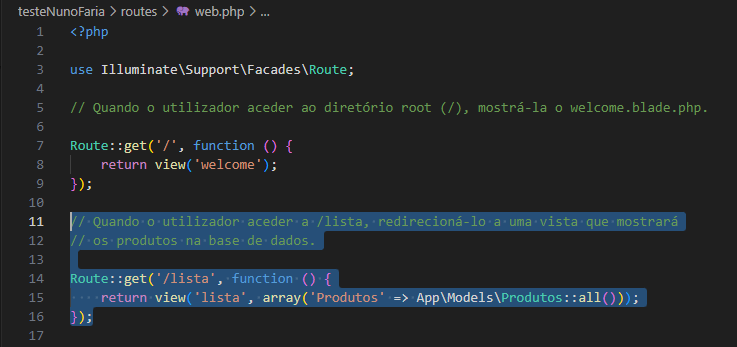 testeNunoFaria > routes > web.php > ...
1 <?php
2
3 use Illuminate\Support\Facades\Route;
4
5 // Quando o utilizador aceder ao diretório root (/), mostrá-la o welcome.blade.php.
6
7 Route::get('/', function () {
8     return view('welcome');
9 });
10
11 // Quando o utilizador aceder a /lista, redirecioná-lo a uma vista que mostrará
12 // os produtos na base de dados.
13
14 Route::get('/lista', function () {
15     return view('lista', array('Produtos' => App\Models\Produtos::all()));
16 });
17